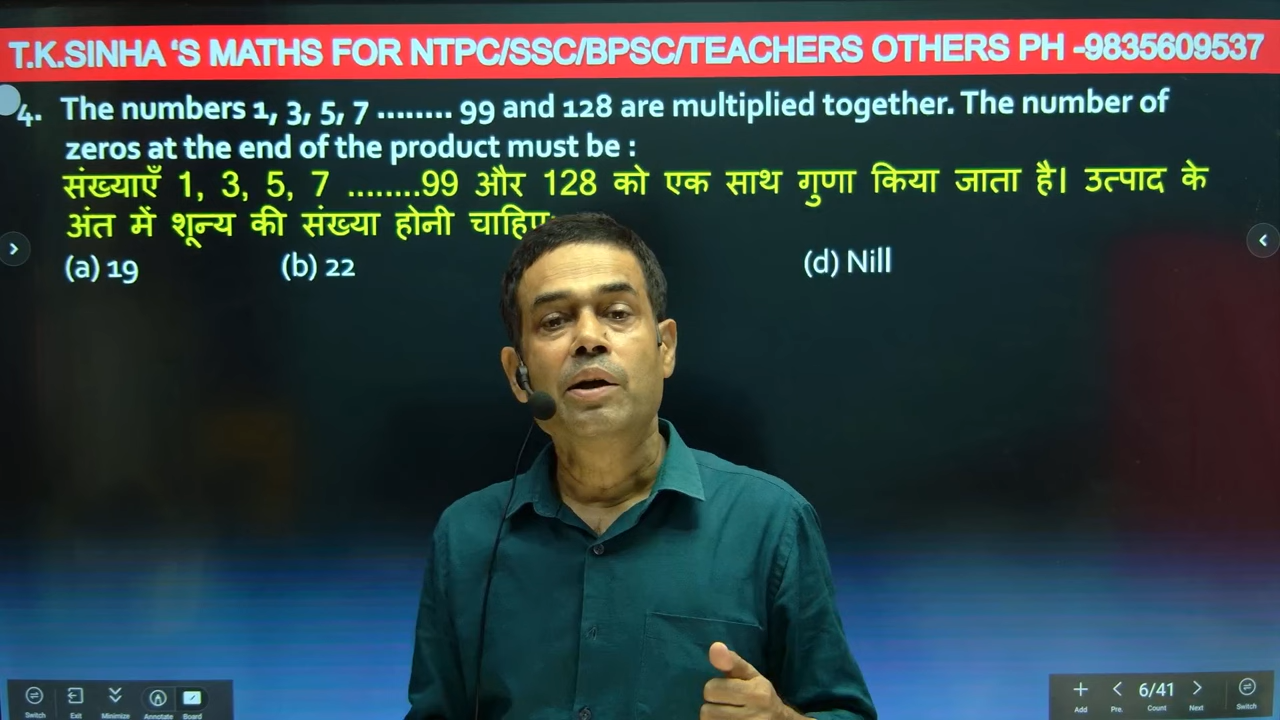 T.K.SINHA 'S MATHS FOR NTPC/SSC/BPSC/TEACHERS OTHERS PH -9835609537
4. The numbers 1, 3, 5, 7 ........ 99 and 128 are multiplied together. The number of
zeros at the end of the product must be :
संख्याएँ 1, 3, 5, 7 ........99 और 128 को एक साथ गुणा किया जाता है। उत्पाद के
अंत में शून्य की संख्या होनी
(a) 19 (b) 22 (d) Nill
Switch Exit Minimize Annotate Board
Add Pre. 6/41 Count Next Switch